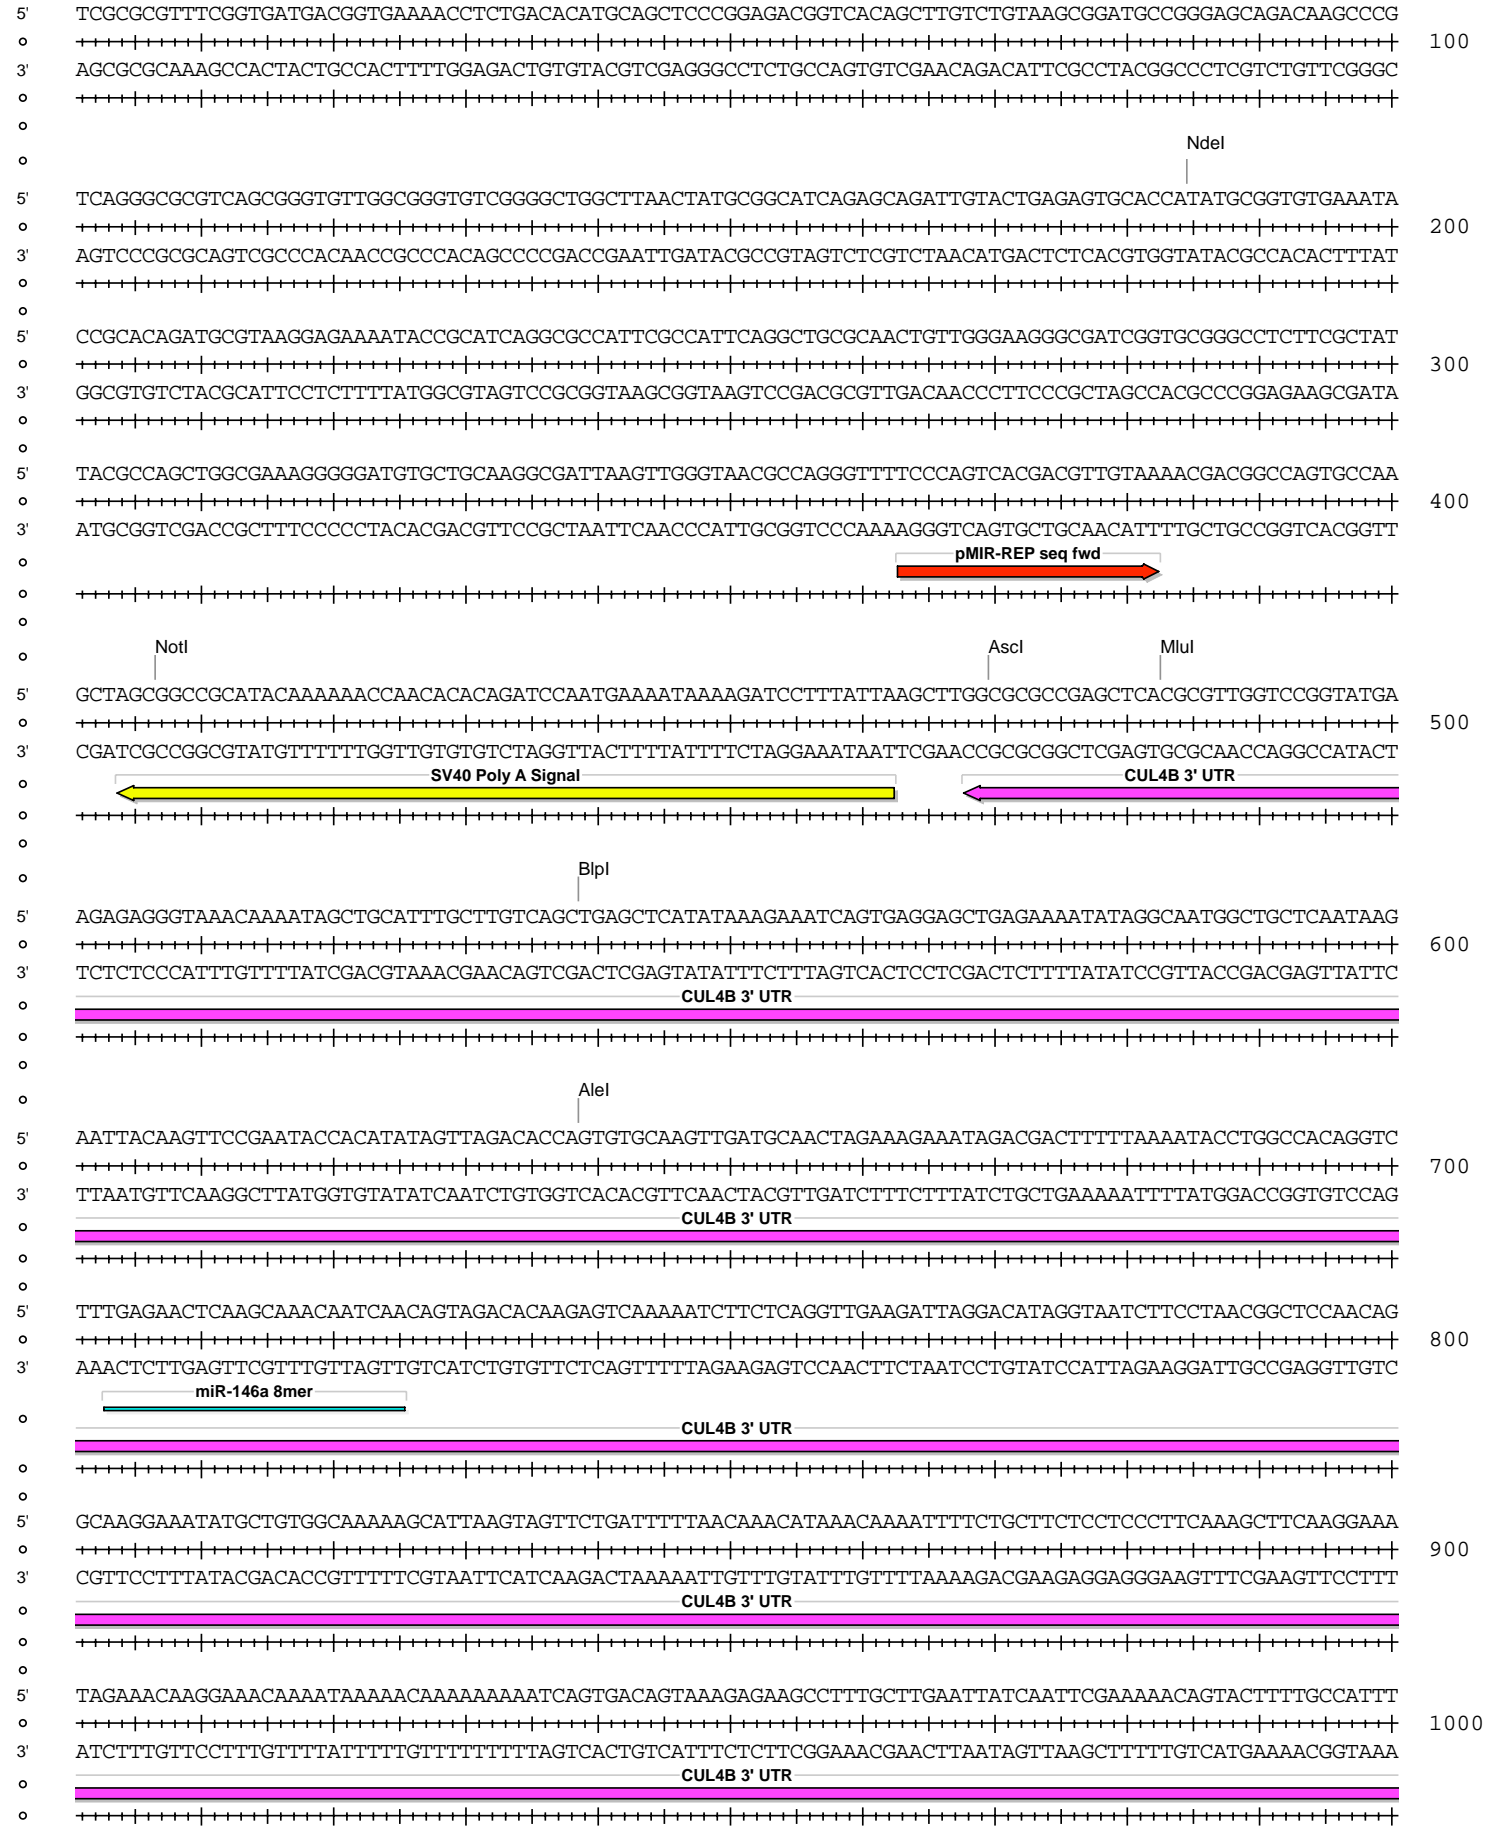 5' TCGCGCGTTTCGGTGATGACGGTGAAAACCTCTGACACATGCAGCTCCCGGAGACGGTCACAGCTTGTCTGTAAGCGGATGCCGGGAGCAGACAAGCCCG
100
3' AGCGCGCAAAGCCACTACTGCCACTTTTGGAGACTGTGTACGTCGAGGGCCTCTGCCAGTGTCGAACAGACATTCGCCTACGGCCCTCGTCTGTTCGGGC
NdeI
5' TCAGGGCGCGTCAGCGGGTGTTGGCGGGTGTCGGGGCTGGCTTAACTATGCGGCATCAGAGCAGATTGTACTGAGAGTGCACCATATGCGGTGTGAAATA
200
3' AGTCCCGCGCAGTCGCCCACAACCGCCCACAGCCCCGACCGAATTGATACGCCGTAGTCTCGTCTAACATGACTCTCACGTGGTATACGCCACACTTTAT
5' CCGCACAGATGCGTAAGGAGAAAATACCGCATCAGGCGCCATTCGCCATTCAGGCTGCGCAACTGTTGGGAAGGGCGATCGGTGCGGGCCTCTTCGCTAT
300
3' GGCGTGTCTACGCATTCCTCTTTTATGGCGTAGTCCGCGGTAAGCGGTAAGTCCGACGCGTTGACAACCCTTCCCGCTAGCCACGCCCGGAGAAGCGATA
5' TACGCCAGCTGGCGAAAGGGGGATGTGCTGCAAGGCGATTAAGTTGGGTAACGCCAGGGTTTTCCCAGTCACGACGTTGTAAAACGACGGCCAGTGCCAA
400
3' ATGCGGTCGACCGCTTTCCCCCTACACGACGTTCCGCTAATTCAACCCATTGCGGTCCCAAAAGGGTCAGTGCTGCAACATTTTGCTGCCGGTCACGGTT
pMIR-REP seq fwd
NotI AscI MluI
5' GCTAGCGGCCGCATACAAAAAACCAACACACAGATCCAATGAAAATAAAAGATCCTTTATTAAGCTTGGCGCGCCGAGCTCACGCGTTGGTCCGGTATGA
500
3' CGATCGCCGGCGTATGTTTTTTGGTTGTGTGTCTAGGTTACTTTTATTTTCTAGGAAATAATTCGAACCGCGCGGCTCGAGTGCGCAACCAGGCCATACT
SV40 Poly A Signal CUL4B 3' UTR
BlpI
5' AGAGAGGGTAAACAAAATAGCTGCATTTGCTTGTCAGCTGAGCTCATATAAAGAAATCAGTGAGGAGCTGAGAAAATATAGGCAATGGCTGCTCAATAAG
600
3' TCTCTCCCATTTGTTTTATCGACGTAAACGAACAGTCGACTCGAGTATATTTCTTTAGTCACTCCTCGACTCTTTTATATCCGTTACCGACGAGTTATTC
CUL4B 3' UTR
AleI
5' AATTACAAGTTCCGAATACCACATATAGTTAGACACCAGTGTGCAAGTTGATGCAACTAGAAAGAAATAGACGACTTTTTAAAATACCTGGCCACAGGTC
700
3' TTAATGTTCAAGGCTTATGGTGTATATCAATCTGTGGTCACACGTTCAACTACGTTGATCTTTCTTTATCTGCTGAAAAATTTTATGGACCGGTGTCCAG
CUL4B 3' UTR
5' TTTGAGAACTCAAGCAAACAATCAACAGTAGACACAAGAGTCAAAAATCTTCTCAGGTTGAAGATTAGGACATAGGTAATCTTCCTAACGGCTCCAACAG
800
3' AAACTCTTGAGTTCGTTTGTTAGTTGTCATCTGTGTTCTCAGTTTTTAGAAGAGTCCAACTTCTAATCCTGTATCCATTAGAAGGATTGCCGAGGTTGTC
miR-146a 8mer
CUL4B 3' UTR
5' GCAAGGAAATATGCTGTGGCAAAAAGCATTAAGTAGTTCTGATTTTTAACAAACATAAACAAAATTTTCTGCTTCTCCTCCCTTCAAAGCTTCAAGGAAA
900
3' CGTTCCTTTATACGACACCGTTTTTCGTAATTCATCAAGACTAAAAATTGTTTGTATTTGTTTTAAAAGACGAAGAGGAGGGAAGTTTCGAAGTTCCTTT
CUL4B 3' UTR
5' TAGAAACAAGGAAACAAAATAAAAACAAAAAAAAATCAGTGACAGTAAAGAGAAGCCTTTGCTTGAATTATCAATTCGAAAAACAGTACTTTTGCCATTT
1000
3' ATCTTTGTTCCTTTGTTTTATTTTTGTTTTTTTTTAGTCACTGTCATTTCTCTTCGGAAACGAACTTAATAGTTAAGCTTTTTGTCATGAAAACGGTAAA
CUL4B 3' UTR